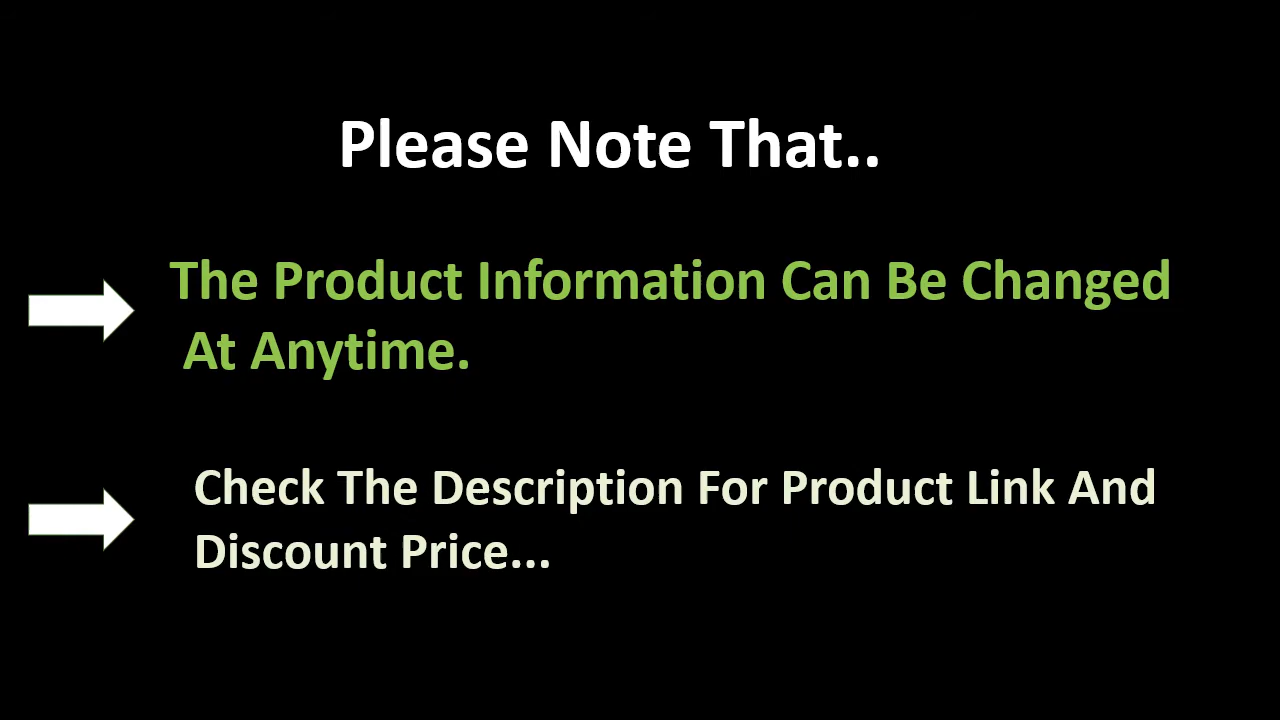 Please Note That..
The Product Information Can Be Changed
At Anytime.
Check The Description For Product Link And
Discount Price...